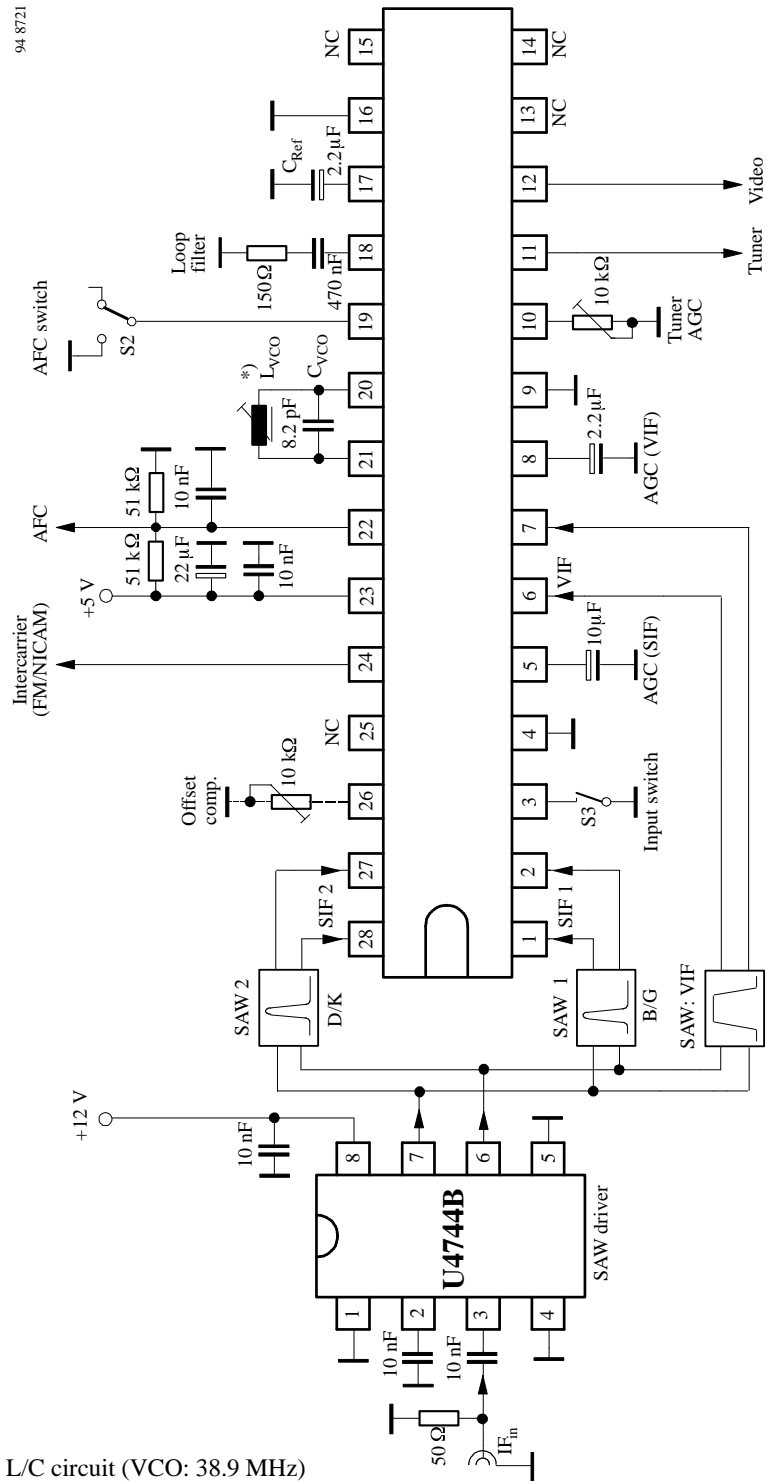 94 8721
NC
15
16
C_Ref
2.2µF
17
Loop
filter
150Ω
470 nF
18
AFC switch
S2
19
*)
L_VCO
C_VCO
8.2 pF
20
21
AFC
51 kΩ
10 nF
22
+5 V
51 kΩ
22 µF
10 nF
23
Intercarrier
(FM/NICAM)
24
NC
25
Offset
comp.
10 kΩ
26
27
SIF 2
28
SAW 2
D/K
NC
14
NC
13
12
Video
11
Tuner
10
10 kΩ
Tuner
AGC
9
8
2.2µF
AGC (VIF)
7
6
VIF
5
10µF
AGC (SIF)
4
3
S3
Input switch
2
SIF 1
1
SAW 1
B/G
SAW: VIF
+12 V
10 nF
8
7
6
5
U4744B
SAW driver
1
2
3
4
10 nF
10 nF
50 Ω
IF_in
L/C circuit (VCO: 38.9 MHz)